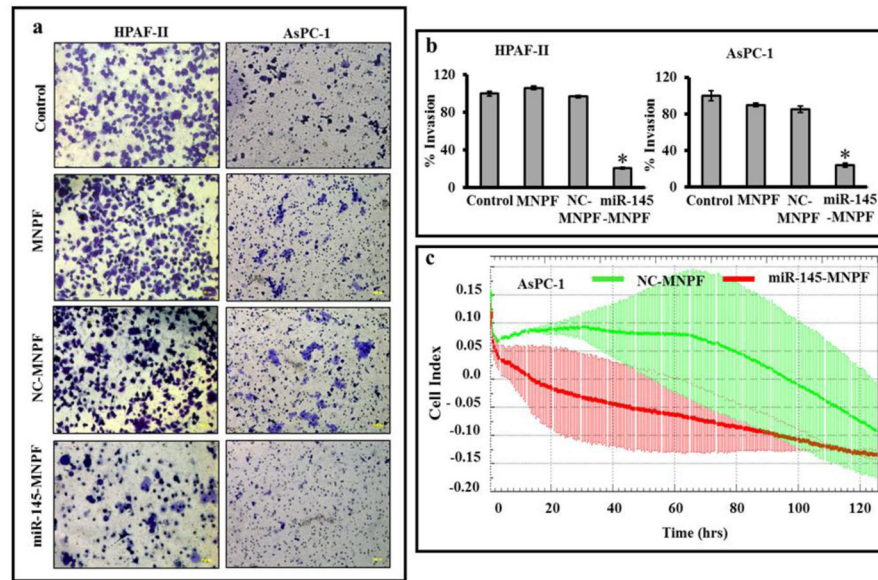 a
HPAF-II
AsPC-1
Control
MNPF
NC-MNPF
miR-145-MNPF
b
HPAF-II
% Invasion
120
80
40
0
Control
MNPF
NC-
MNPF
miR-145
-MNPF
*
AsPC-1
% Invasion
120
80
40
0
Control
MNPF
NC-
MNPF
miR-145
-MNPF
*
c
AsPC-1
NC-MNPF
miR-145-MNPF
Cell Index
0.15
0.10
0.05
0.0
- 0.05
-0.10
-0.15
-0.20
0
20
40
60
80
100
120
Time (hrs)